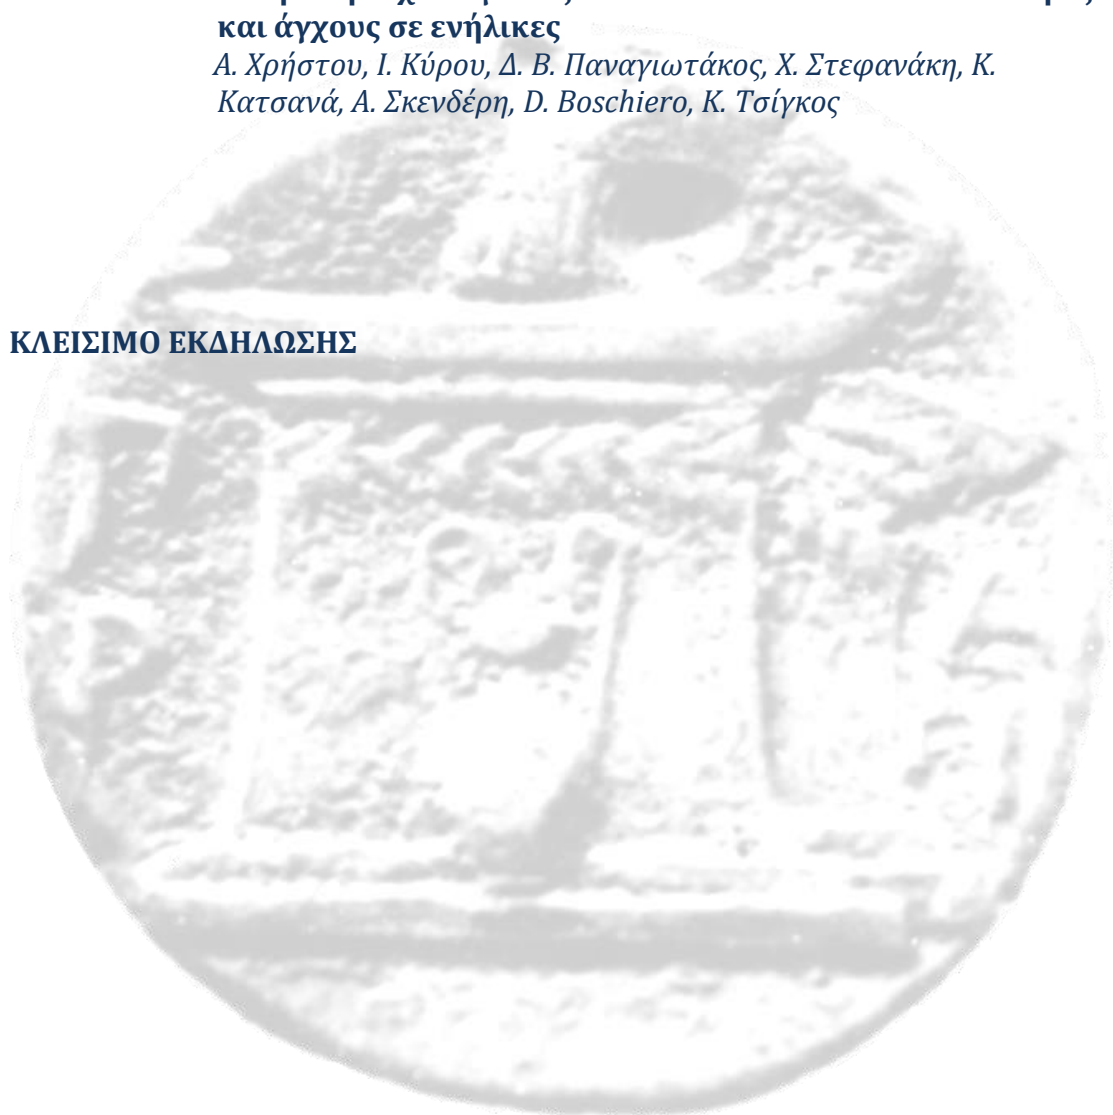 και άγχους σε ενήλικες
Α. Χρήστου, Ι. Κύρου, Δ. Β. Παναγιωτάκος, Χ. Στεφανάκη, Κ.
Κατσανά, Α. Σκενδέρη, D. Boschiero, Κ. Τσίγκος
ΚΛΕΙΣΙΜΟ ΕΚΔΗΛΩΣΗΣ